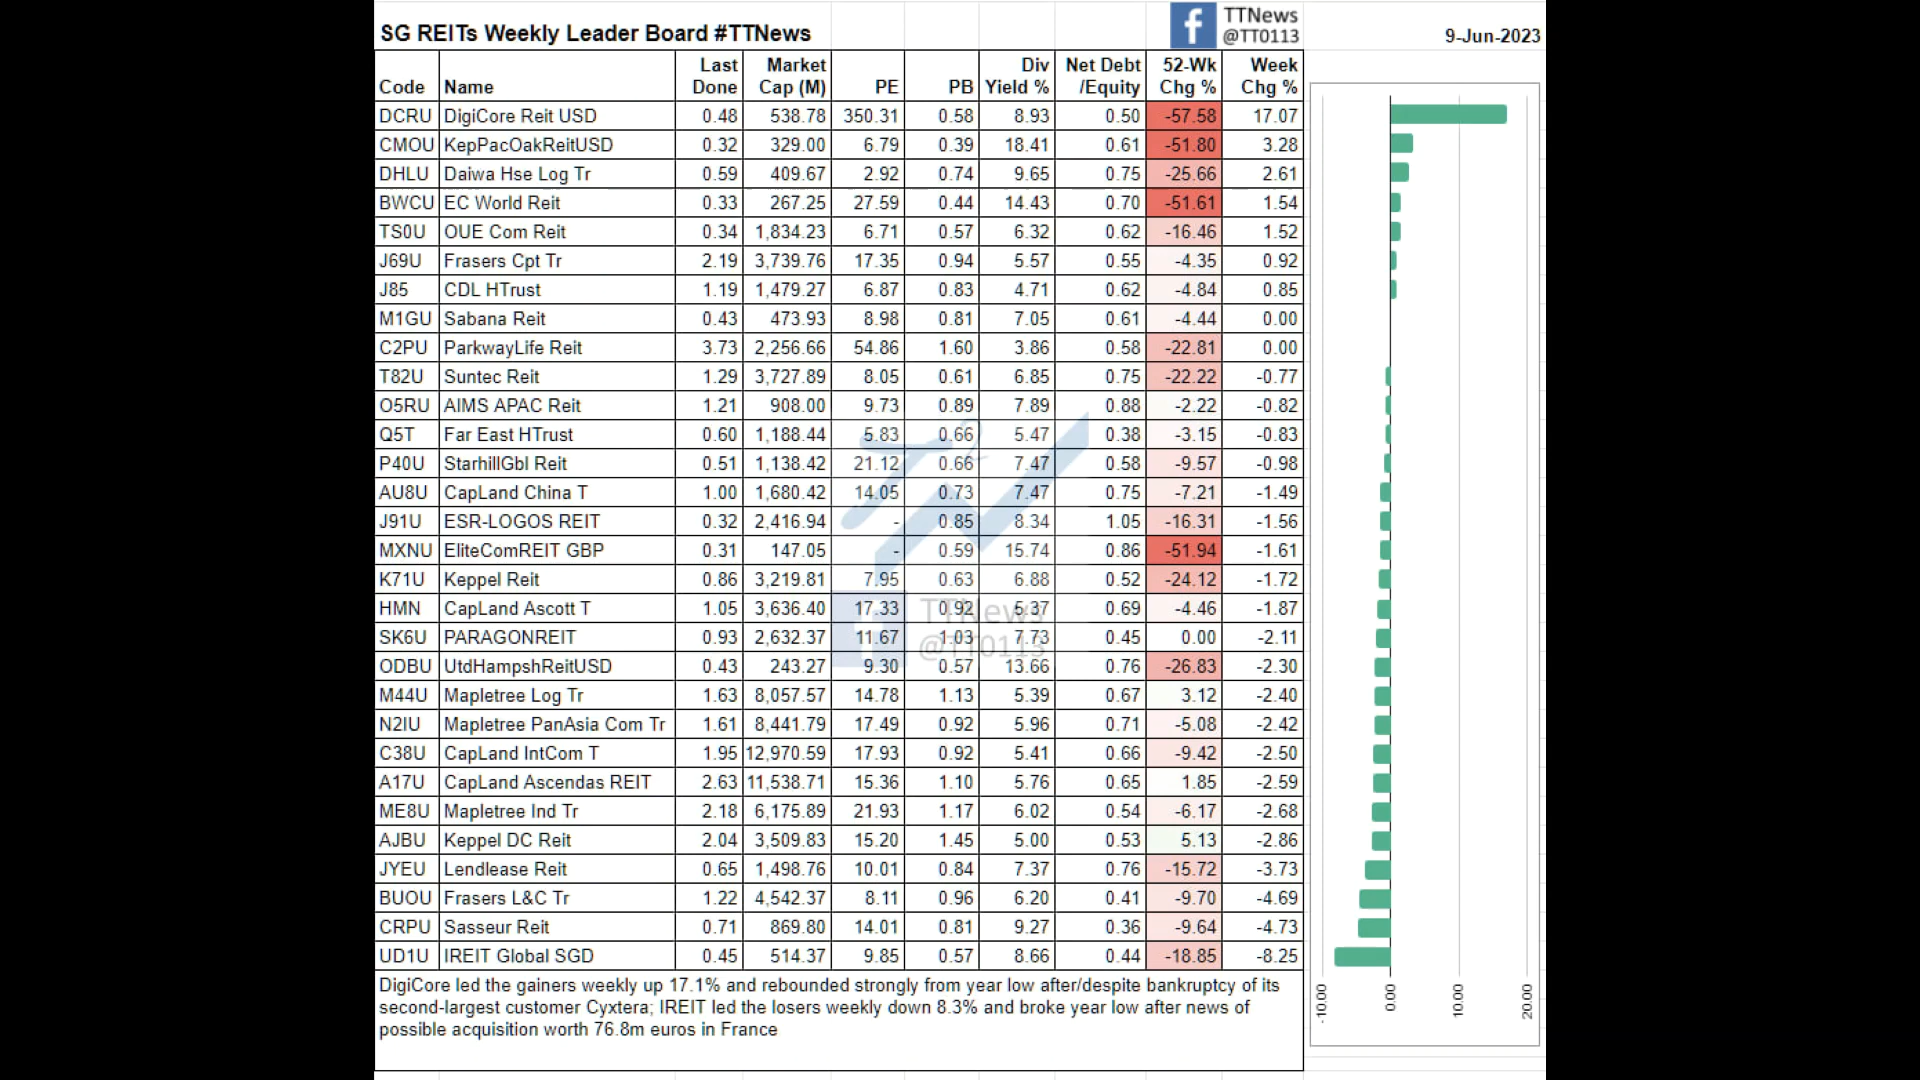 SG REITs Weekly Leader Board #TTNews
TTNews
@TT0113
9-Jun-2023
Code Name Last Done Market Cap (M) PE PB Div Yield % Net Debt /Equity 52-Wk Chg % Week Chg %
DCRU DigiCore Reit USD 0.48 538.78 350.31 0.58 8.93 0.50 -57.58 17.07
CMOU KepPacOakReitUSD 0.32 329.00 6.79 0.39 18.41 0.61 -51.80 3.28
DHLU Daiwa Hse Log Tr 0.59 409.67 2.92 0.74 9.65 0.75 -25.66 2.61
BWCU EC World Reit 0.33 267.25 27.59 0.44 14.43 0.70 -51.61 1.54
TS0U OUE Com Reit 0.34 1,834.23 6.71 0.57 6.32 0.62 -16.46 1.52
J69U Frasers Cpt Tr 2.19 3,739.76 17.35 0.94 5.57 0.55 -4.35 0.92
J85 CDL HTrust 1.19 1,479.27 6.87 0.83 4.71 0.62 -4.84 0.85
M1GU Sabana Reit 0.43 473.93 8.98 0.81 7.05 0.61 -4.44 0.00
C2PU ParkwayLife Reit 3.73 2,256.66 54.86 1.60 3.86 0.58 -22.81 0.00
T82U Suntec Reit 1.29 3,727.89 8.05 0.61 6.85 0.75 -22.22 -0.77
O5RU AIMS APAC Reit 1.21 908.00 9.73 0.89 7.89 0.88 -2.22 -0.82
Q5T Far East HTrust 0.60 1,188.44 5.83 0.66 5.47 0.38 -3.15 -0.83
P40U StarhillGbl Reit 0.51 1,138.42 21.12 0.66 7.47 0.58 -9.57 -0.98
AU8U CapLand China T 1.00 1,680.42 14.05 0.73 7.47 0.75 -7.21 -1.49
J91U ESR-LOGOS REIT 0.32 2,416.94 - 0.85 8.34 1.05 -16.31 -1.56
MXNU EliteComREIT GBP 0.31 147.05 - 0.59 15.74 0.86 -51.94 -1.61
K71U Keppel Reit 0.86 3,219.81 7.95 0.63 6.88 0.52 -24.12 -1.72
HMN CapLand Ascott T 1.05 3,636.40 17.33 0.92 5.37 0.69 -4.46 -1.87
SK6U PARAGONREIT 0.93 2,632.37 11.67 1.03 7.73 0.45 0.00 -2.11
ODBU UtdHampshReitUSD 0.43 243.27 9.30 0.57 13.66 0.76 -26.83 -2.30
M44U Mapletree Log Tr 1.63 8,057.57 14.78 1.13 5.39 0.67 3.12 -2.40
N2IU Mapletree PanAsia Com Tr 1.61 8,441.79 17.49 0.92 5.96 0.71 -5.08 -2.42
C38U CapLand IntCom T 1.95 12,970.59 17.93 0.92 5.41 0.66 -9.42 -2.50
A17U CapLand Ascendas REIT 2.63 11,538.71 15.36 1.10 5.76 0.65 1.85 -2.59
ME8U Mapletree Ind Tr 2.18 6,175.89 21.93 1.17 6.02 0.54 -6.17 -2.68
AJBU Keppel DC Reit 2.04 3,509.83 15.20 1.45 5.00 0.53 5.13 -2.86
JYEU Lendlease Reit 0.65 1,498.76 10.01 0.84 7.37 0.76 -15.72 -3.73
BUOU Frasers L&C Tr 1.22 4,542.37 8.11 0.96 6.20 0.41 -9.70 -4.69
CRPU Sasseur Reit 0.71 869.80 14.01 0.81 9.27 0.36 -9.64 -4.73
UD1U IREIT Global SGD 0.45 514.37 9.85 0.57 8.66 0.44 -18.85 -8.25
TTNews
@TT0113
DigiCore led the gainers weekly up 17.1% and rebounded strongly from year low after/despite bankruptcy of its
second-largest customer Cyxtera; IREIT led the losers weekly down 8.3% and broke year low after news of
possible acquisition worth 76.8m euros in France
-10.00 0.00 10.00 20.00